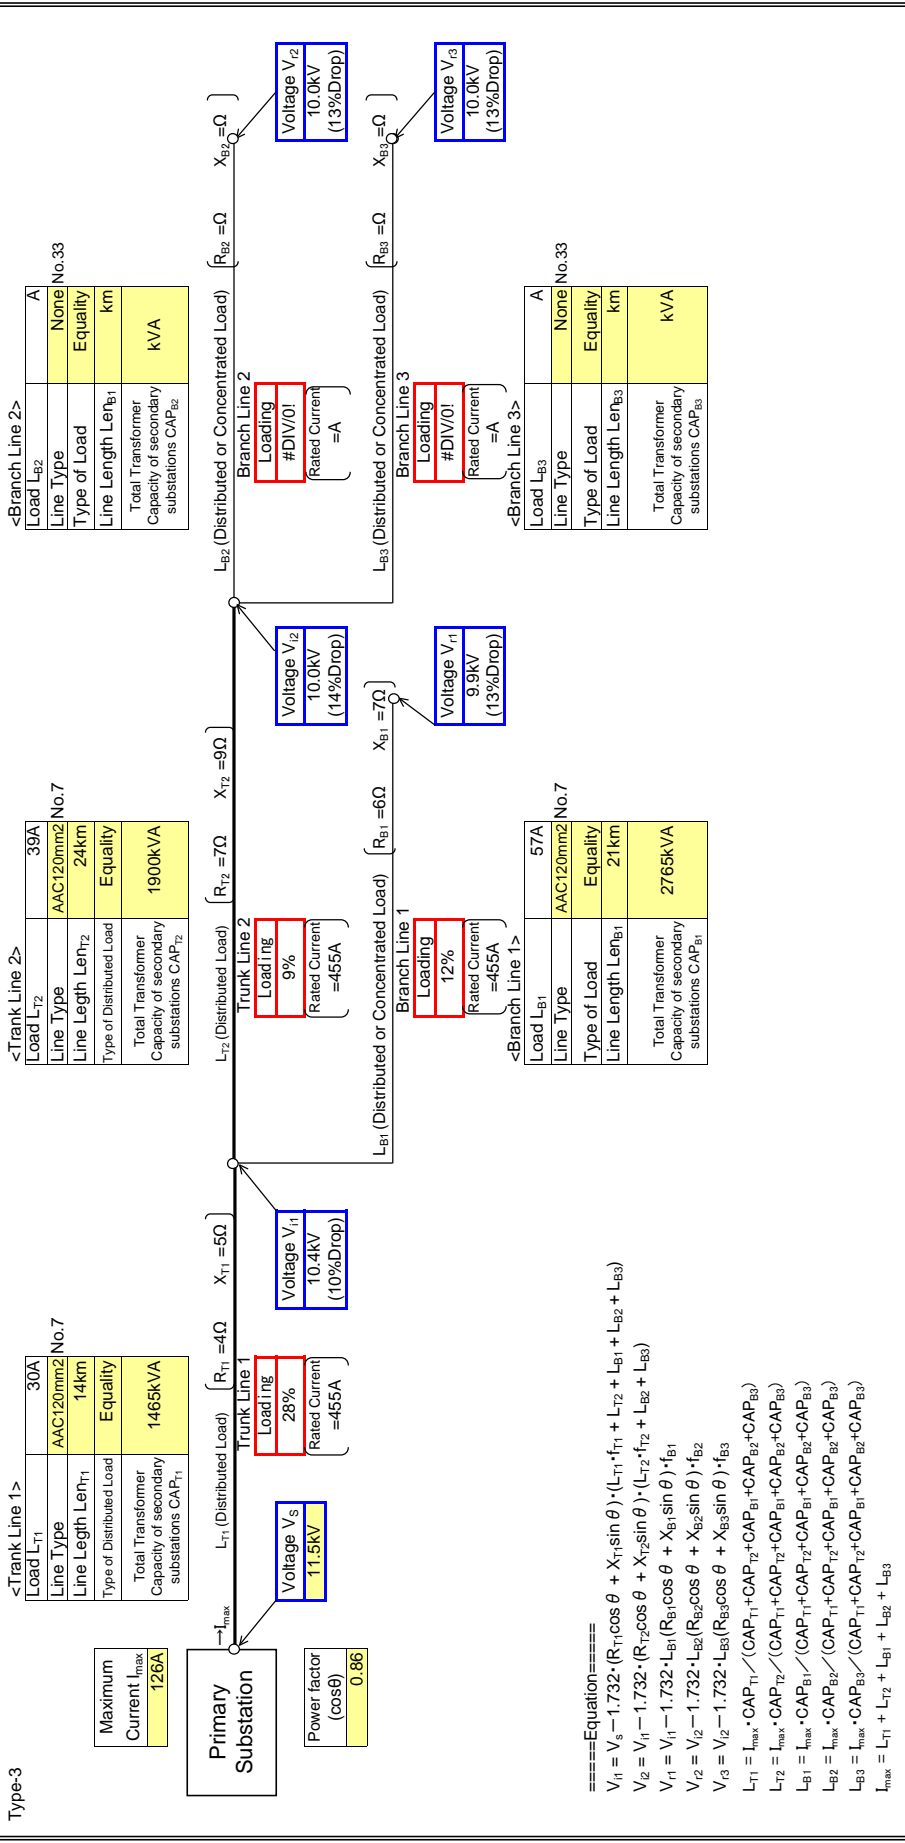 Type-3
Maximum
Current Imax
126A
Primary
Substation
Power factor
(cosθ)
0.86
→Imax
Voltage VS
11.5kV
<Trank Line 1>
Load LT1 30A
Line Type AAC120mm2 No.7
Line Legth LenT1 14km
Type of Distributed Load Equality
Total Transformer
Capacity of secondary
substations CAPT1
1465kVA
LT1 (Distributed Load) RT1 =4Ω XT1 =5Ω
Trunk Line 1
Loading
28%
Rated Current
=455A
Voltage Vi1
10.4kV
(10%Drop)
<Trank Line 2>
Load LT2 39A
Line Type AAC120mm2 No.7
Line Legth LenT2 24km
Type of Distributed Load Equality
Total Transformer
Capacity of secondary
substations CAPT2
1900kVA
LT2 (Distributed Load) RT2 =7Ω XT2 =9Ω
Trunk Line 2
Loading
9%
Rated Current
=455A
Voltage Vi2
10.0kV
(14%Drop)
LB1 (Distributed or Concentrated Load) RB1 =6Ω XB1 =7Ω
Branch Line 1
Loading
12%
Rated Current
=455A
Voltage Vr1
9.9kV
(13%Drop)
<Branch Line 1>
Load LB1 57A
Line Type AAC120mm2 No.7
Type of Load Equality
Line Length LenB1 21km
Total Transformer
Capacity of secondary
substations CAPB1
2765kVA
<Branch Line 2>
Load LB2 A
Line Type None No.33
Type of Load Equality
Line Length LenB1 km
Total Transformer
Capacity of secondary
substations CAPB2
kVA
LB2 (Distributed or Concentrated Load) RB2 =Ω XB2 =Ω
Branch Line 2
Loading
#DIV/0!
Rated Current
=A
Voltage Vr2
10.0kV
(13%Drop)
LB3 (Distributed or Concentrated Load) RB3 =Ω XB3 =Ω
Branch Line 3
Loading
#DIV/0!
Rated Current
=A
Voltage Vr3
10.0kV
(13%Drop)
<Branch Line 3>
Load LB3 A
Line Type None No.33
Type of Load Equality
Line Length LenB3 km
Total Transformer
Capacity of secondary
substations CAPB3
kVA
=====Equation=====
Vi1 = Vs－1.732・(RT1cos θ + XT1sin θ)・(LT1・fT1 + LT2 + LB1 + LB2 + LB3)
Vi2 = Vi1－1.732・(RT2cos θ + XT2sin θ)・(LT2・fT2 + LB2 + LB3)
Vr1 = Vi1－1.732・LB1(RB1cos θ + XB1sin θ)・fB1
Vr2 = Vi2－1.732・LB2(RB2cos θ + XB2sin θ)・fB2
Vr3 = Vi2－1.732・LB3(RB3cos θ + XB3sin θ)・fB3
LT1 = Imax・CAPT1／(CAPT1+CAPT2+CAPB1+CAPB2+CAPB3)
LT2 = Imax・CAPT2／(CAPT1+CAPT2+CAPB1+CAPB2+CAPB3)
LB1 = Imax・CAPB1／(CAPT1+CAPT2+CAPB1+CAPB2+CAPB3)
LB2 = Imax・CAPB2／(CAPT1+CAPT2+CAPB1+CAPB2+CAPB3)
LB3 = Imax・CAPB3／(CAPT1+CAPT2+CAPB1+CAPB2+CAPB3)
Imax = LT1 + LT2 + LB1 + LB2 + LB3